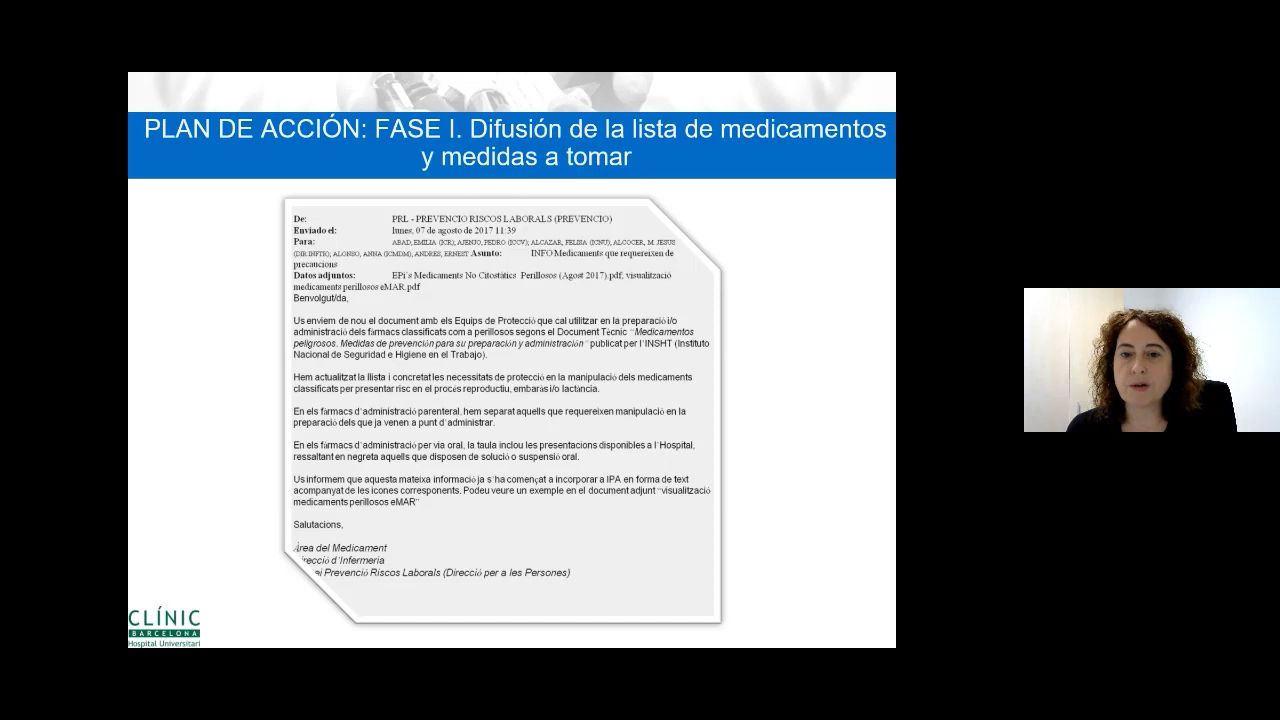 PLAN DE ACCIÓN: FASE I. Difusión de la lista de medicamentos
y medidas a tomar
De: PRL - PREVENCIO RISCOS LABORALS (PREVENCIO)
Enviado el: lunes, 07 de agosto de 2017 11:39
Para: ABAD, EMILIA (ICR); AJENJO, PEDRO (ICCV); ALCAZAR, FELISA (ICNU); ALCOCER, M. JESUS
(DIR.INFTR); ALONSO, ANNA (ICMDM); ANDRES, ERNEST Asunto: INFO Medicaments que requereixen de
precaucions
Datos adjuntos: EPi´s Medicaments No Citostàtics Perillosos (Agost 2017).pdf; visualització
medicaments perillosos eMAR.pdf
Benvolgut/da,
Us enviem de nou el document amb els Equips de Protecció que cal utilitzar en la preparació i/o
administració dels fàrmacs classificats com a perillosos segons el Document Tècnic ¨Medicamentos
peligrosos. Medidas de prevención para su preparación y administración¨ publicat per l´INSHT (Instituto
Nacional de Seguridad e Higiene en el Trabajo).
Hem actualitzat la llista i concretat les necessitats de protecció en la manipulació dels medicaments
classificats per presentar risc en el procés reproductiu, embaràs i/o lactància.
En els fàrmacs d´administració parenteral, hem separat aquells que requereixen manipulació en la
preparació dels que ja venen a punt d´administrar.
En els fàrmacs d´administració per via oral, la taula inclou les presentacions disponibles a l´Hospital,
ressaltant en negreta aquells que disposen de solució o suspensió oral.
Us informem que aquesta mateixa informació ja s´ha començat a incorporar a IPA en forma de text
acompanyat de les icones corresponents. Podeu veure un exemple en el document adjunt ¨visualització
medicaments perillosos eMAR¨
Salutacions,
Àrea del Medicament
Direcció d´Infermeria
ei Prevenció Riscos Laborals (Direcció per a les Persones)
CLÍNIC
BARCELONA
Hospital Universitari